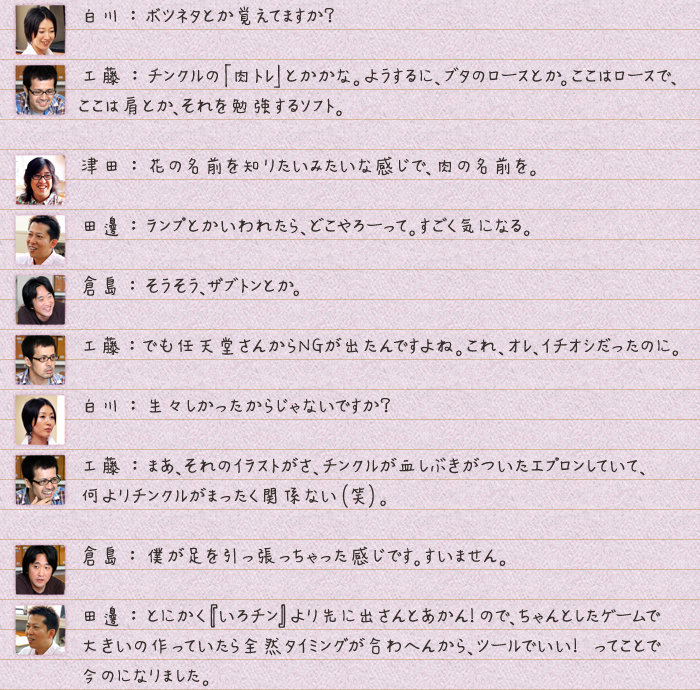 白川：ボツネタとか覚えてますか？
工藤：チンクルの「肉トレ」とかかな。ようするに、ブタのロースとか。ここはロースで、
ここは肩とか、それを勉強するソフト。
津田：花の名前を知りたいみたいな感じで、肉の名前を。
田邊：ランプとかいわれたら、どこやろーって。すごく気になる。
倉島：そうそう、ザブトンとか。
工藤：でも任天堂さんからNGが出たんですよね。これ、オレ、イチオシだったのに。
白川：生々しかったからじゃないですか？
工藤：まあ、それのイラストがさ、チンクルが血しぶきがついたエプロンしていて、
何よりチンクルがまったく関係ない(笑)。
倉島：僕が足を引っ張っちゃった感じです。すいません。
田邊：とにかく『いろチン』より先に出さんとあかん！ので、ちゃんとしたゲームで
大きいの作っていたら全然タイミングが合わへんから、ツールでいい！ってことで
今のになりました。